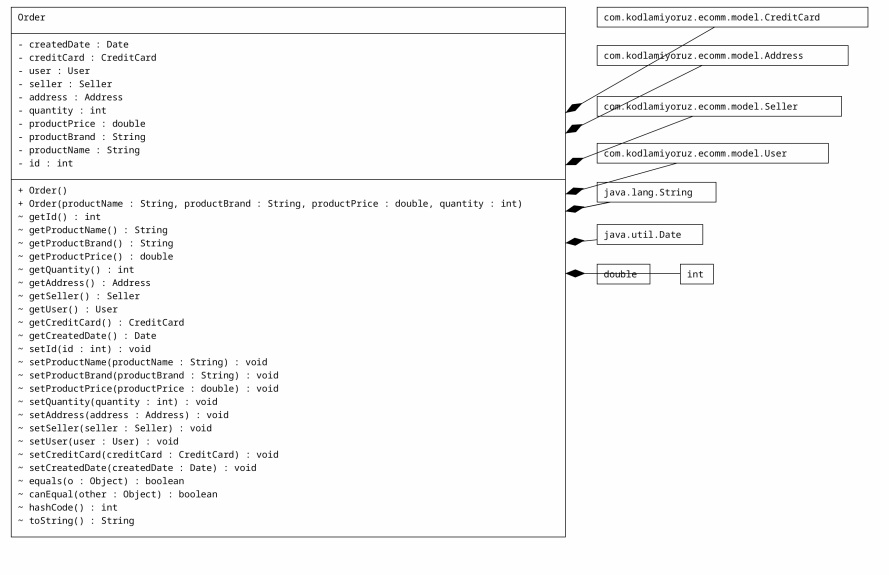 Order
- createdDate : Date
- creditCard : CreditCard
- user : User
- seller : Seller
- address : Address
- quantity : int
- productPrice : double
- productBrand : String
- productName : String
- id : int
+ Order()
+ Order(productName : String, productBrand : String, productPrice : double, quantity : int)
~ getId() : int
~ getProductName() : String
~ getProductBrand() : String
~ getProductPrice() : double
~ getQuantity() : int
~ getAddress() : Address
~ getSeller() : Seller
~ getUser() : User
~ getCreditCard() : CreditCard
~ getCreatedDate() : Date
~ setId(id : int) : void
~ setProductName(productName : String) : void
~ setProductBrand(productBrand : String) : void
~ setProductPrice(productPrice : double) : void
~ setQuantity(quantity : int) : void
~ setAddress(address : Address) : void
~ setSeller(seller : Seller) : void
~ setUser(user : User) : void
~ setCreditCard(creditCard : CreditCard) : void
~ setCreatedDate(createdDate : Date) : void
~ equals(o : Object) : boolean
~ canEqual(other : Object) : boolean
~ hashCode() : int
~ toString() : String
com.kodlamiyoruz.ecomm.model.CreditCard
com.kodlamiyoruz.ecomm.model.Address
com.kodlamiyoruz.ecomm.model.Seller
com.kodlamiyoruz.ecomm.model.User
java.lang.String
java.util.Date
double
int